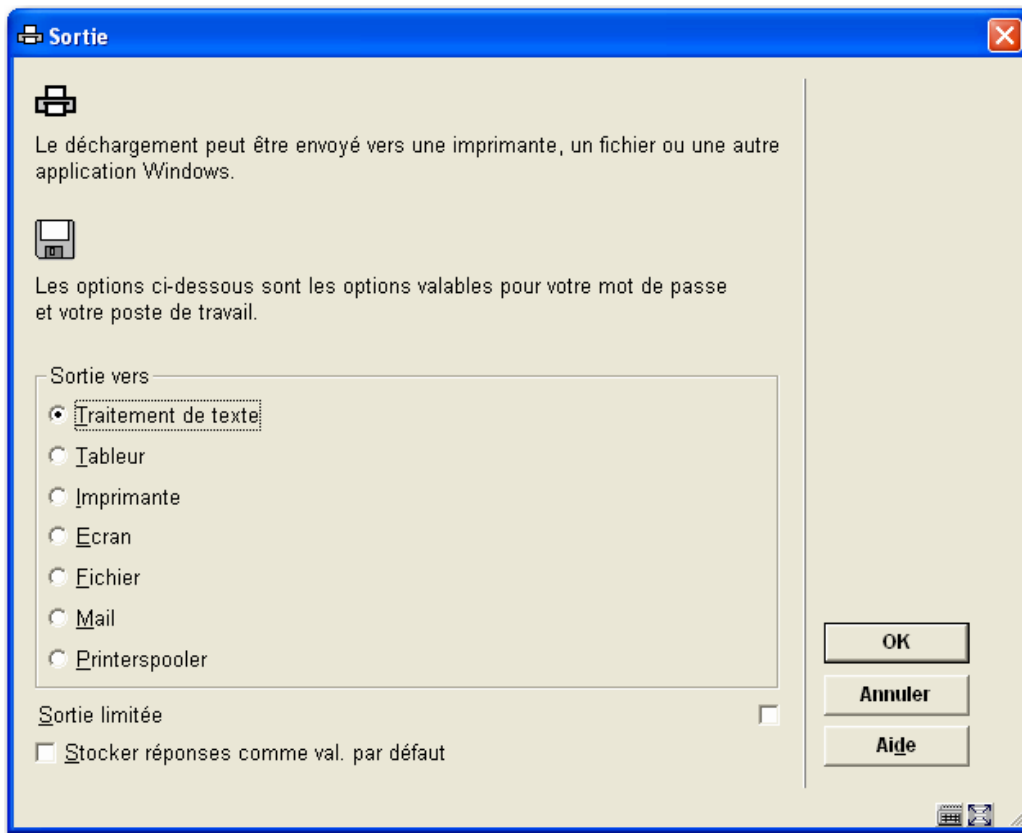 Sortie
Le déchargement peut être envoyé vers une imprimante, un fichier ou une autre
application Windows.
Les options ci-dessous sont les options valables pour votre mot de passe
et votre poste de travail.
Sortie vers
Traitement de texte
Tableur
Imprimante
Ecran
Fichier
Mail
Printerspooler
Sortie limitée
Stocker réponses comme val. par défaut
OK
Annuler
Aide